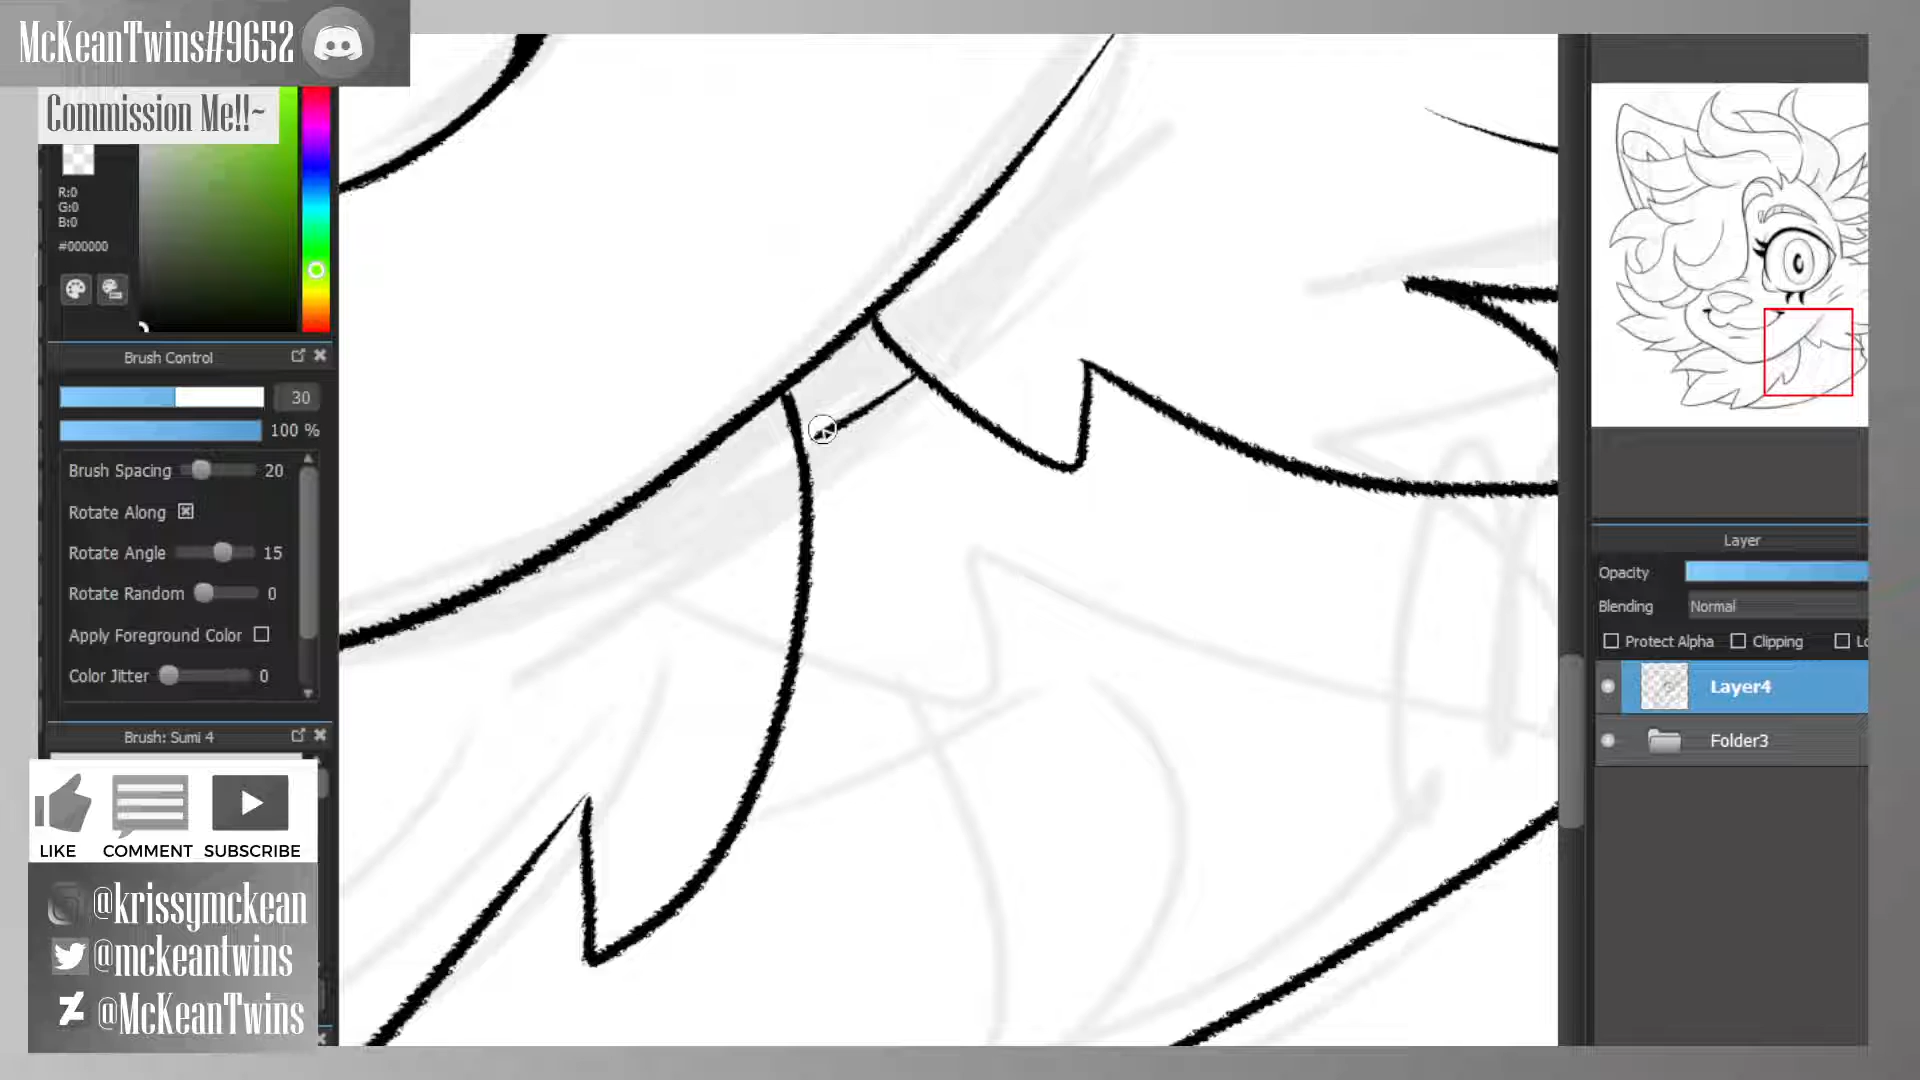 McKeanTwins#9652
Commission Me!!~
R:0
G:0
B:0
#000000
Brush Control
30
100 %
Brush Spacing 20
Rotate Along
Rotate Angle 15
Rotate Random 0
Apply Foreground Color
Color Jitter 0
Brush: Sumi 4
LIKE COMMENT SUBSCRIBE
@krissymckean
@mckeantwins
@McKeanTwins
Layer
Opacity
Blending Normal
Protect Alpha Clipping Lo
Layer4
Folder3